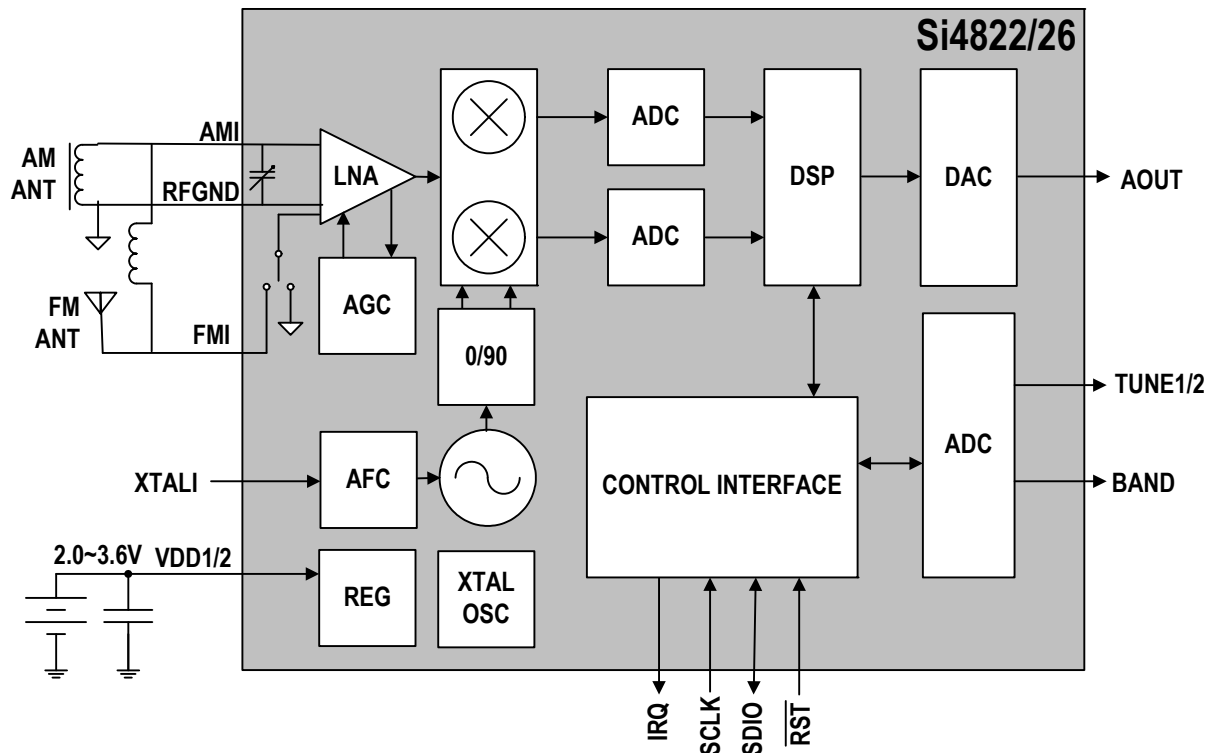 Si4822/26
AMI
AM
ANT
RFGND
LNA
ADC
DSP
DAC
AOUT
ADC
FM
ANT
FMI
AGC
0/90
TUNE1/2
XTALI
AFC
CONTROL INTERFACE
ADC
BAND
2.0~3.6V
VDD1/2
REG
XTAL
OSC
IRQ
SCLK
SDIO
RST